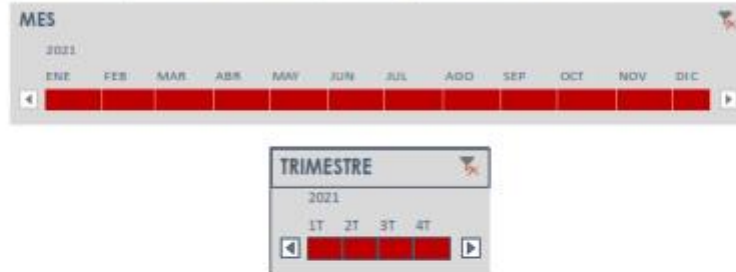 MES
2021
ENE FEB MAR ABR MAY JUN JUL AGO SEP OCT NOV DIC
TRIMESTRE
2021
1T 2T 3T 4T